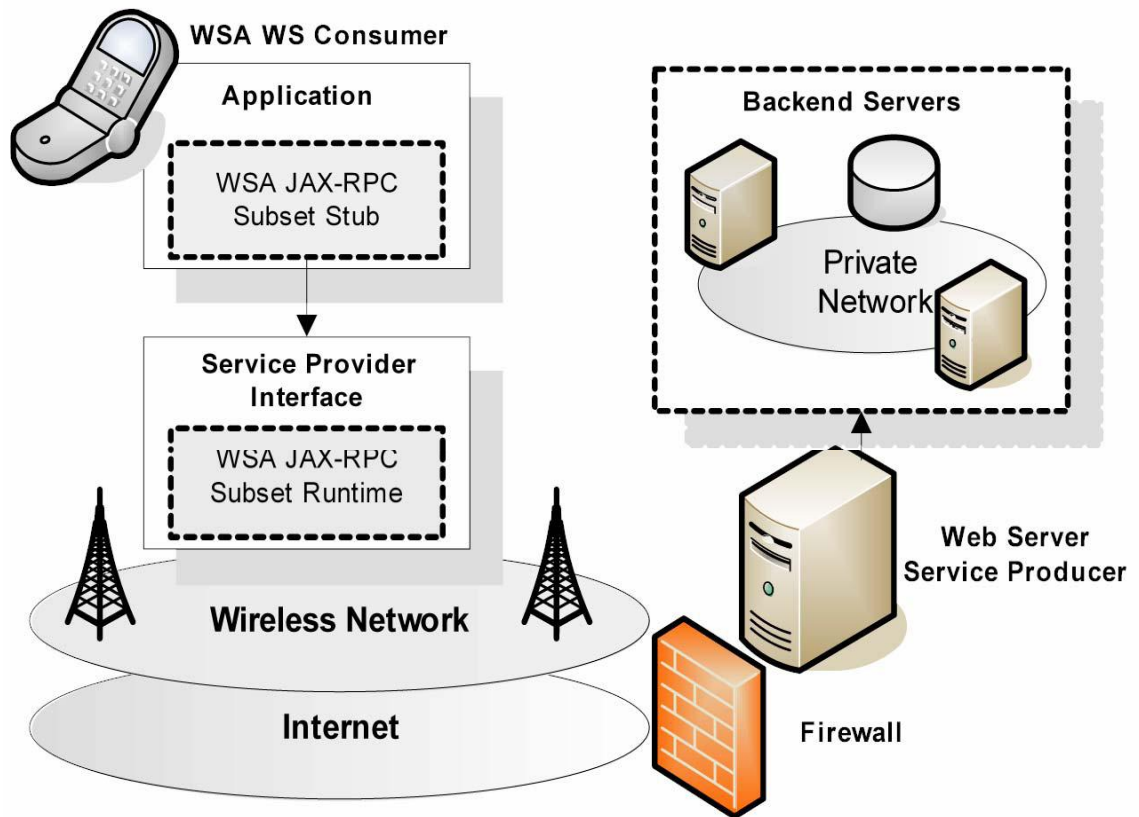 WSA WS Consumer
Application
WSA JAX-RPC
Subset Stub
Service Provider
Interface
WSA JAX-RPC
Subset Runtime
Wireless Network
Internet
Backend Servers
Private
Network
Web Server
Service Producer
Firewall